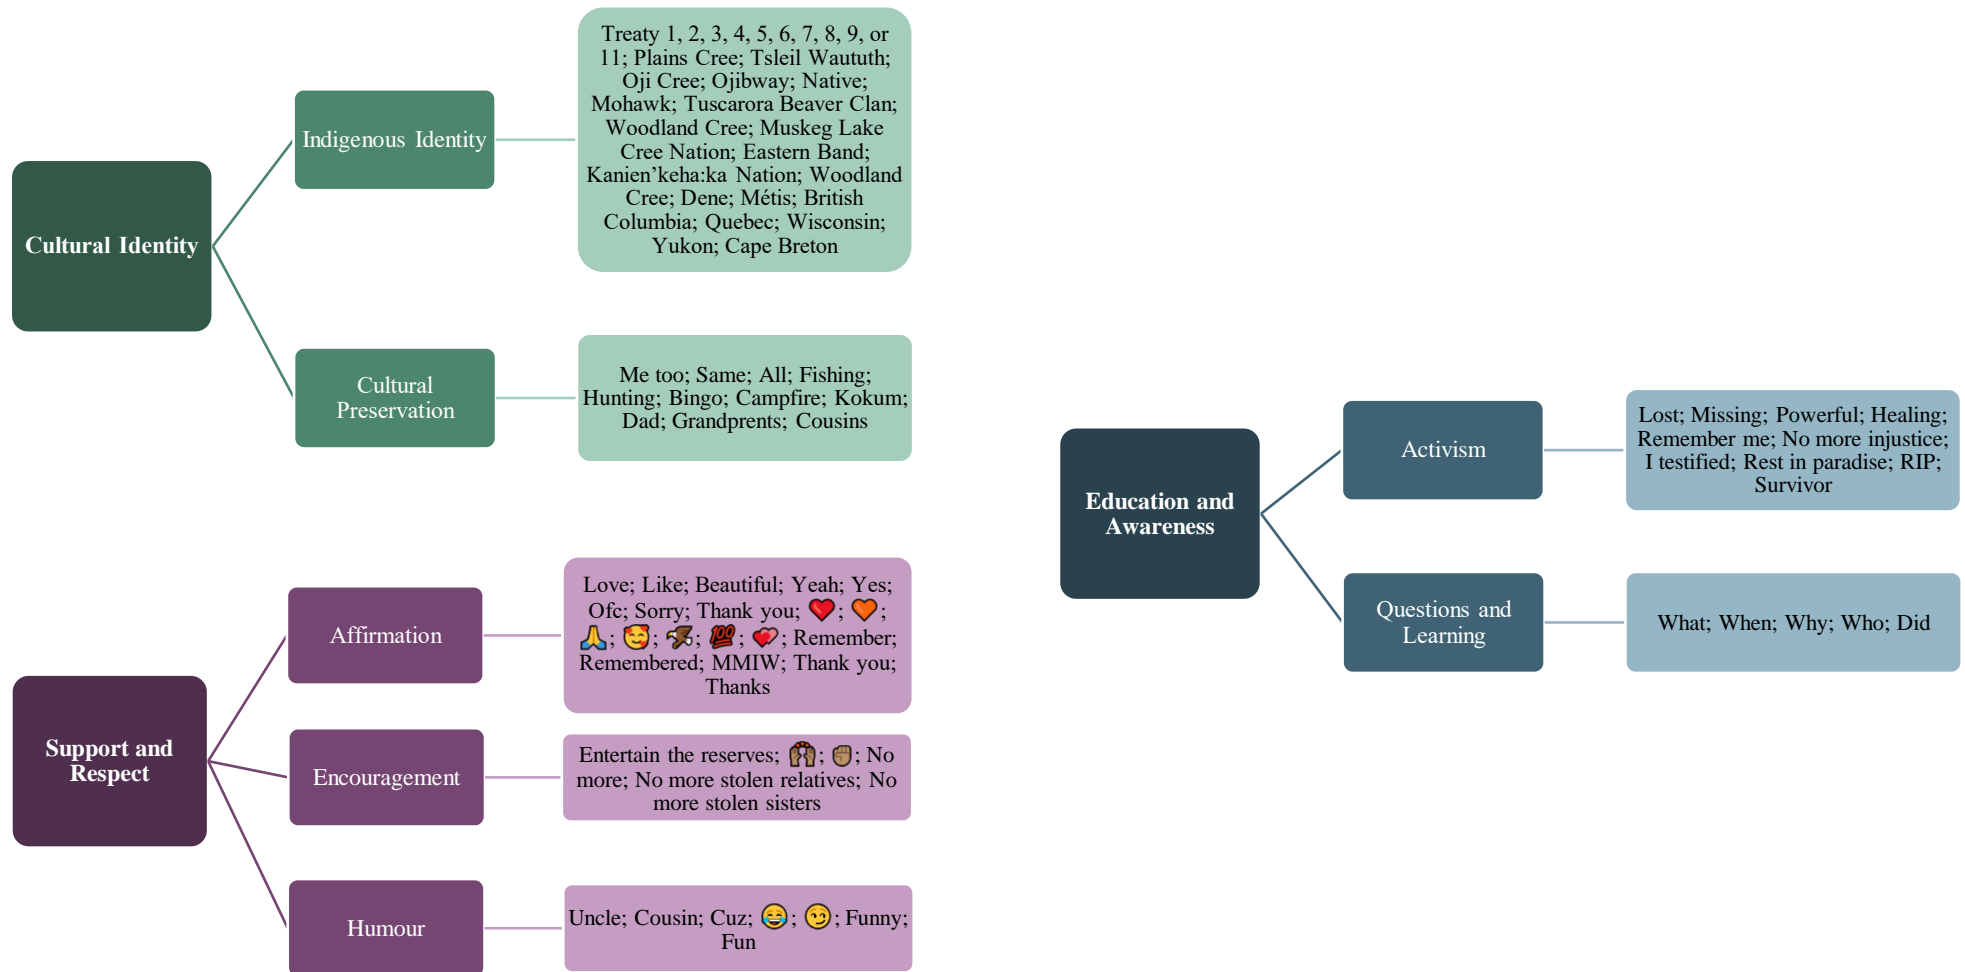 Cultural Identity
Indigenous Identity
Treaty 1, 2, 3, 4, 5, 6, 7, 8, 9, or
11; Plains Cree; Tsleil Waututh;
Oji Cree; Ojibway; Native;
Mohawk; Tuscarora Beaver Clan;
Woodland Cree; Muskeg Lake
Cree Nation; Eastern Band;
Kanien’keha:ka Nation; Woodland
Cree; Dene; Métis; British
Columbia; Quebec; Wisconsin;
Yukon; Cape Breton
Cultural
Preservation
Me too; Same; All; Fishing;
Hunting; Bingo; Campfire; Kokum;
Dad; Grandprents; Cousins
Support and
Respect
Affirmation
Love; Like; Beautiful; Yeah; Yes;
Ofc; Sorry; Thank you; ❤️; 🧡;
🙏; 🥰; 🦅; 💯; 💕; Remember;
Remembered; MMIW; Thank you;
Thanks
Encouragement
Entertain the reserves; 🙌🏽; ✊🏽; No
more; No more stolen relatives; No
more stolen sisters
Humour
Uncle; Cousin; Cuz; 😂; 😏; Funny;
Fun
Education and
Awareness
Activism
Lost; Missing; Powerful; Healing;
Remember me; No more injustice;
I testified; Rest in paradise; RIP;
Survivor
Questions and
Learning
What; When; Why; Who; Did